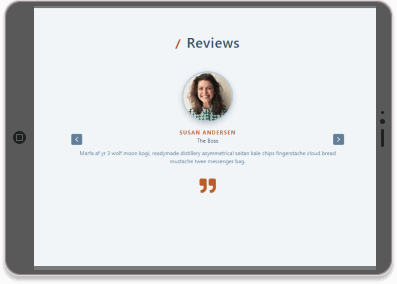 / Reviews
SUSAN ANDERSEN
The Boss
Marfa af yr 3 wolf moon kogi, readymade distillery asymmetrical seitan kale chips fingerstache cloud bread
mustache twee messenger bag.